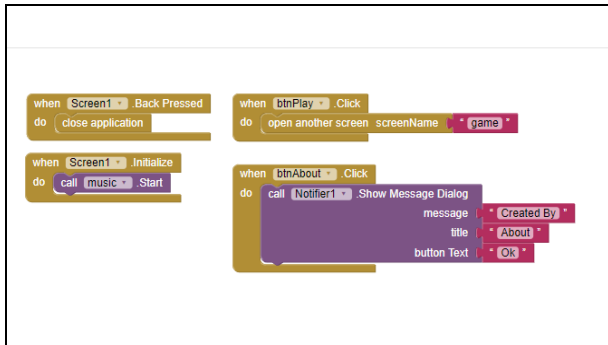 when Screen1 .Back Pressed
do close application
when Screen1 .Initialize
do call music .Start
when btnPlay .Click
do open another screen screenName " game "
when btnAbout .Click
do call Notifier1 .Show Message Dialog
message " Created By "
title " About "
button Text " Ok "